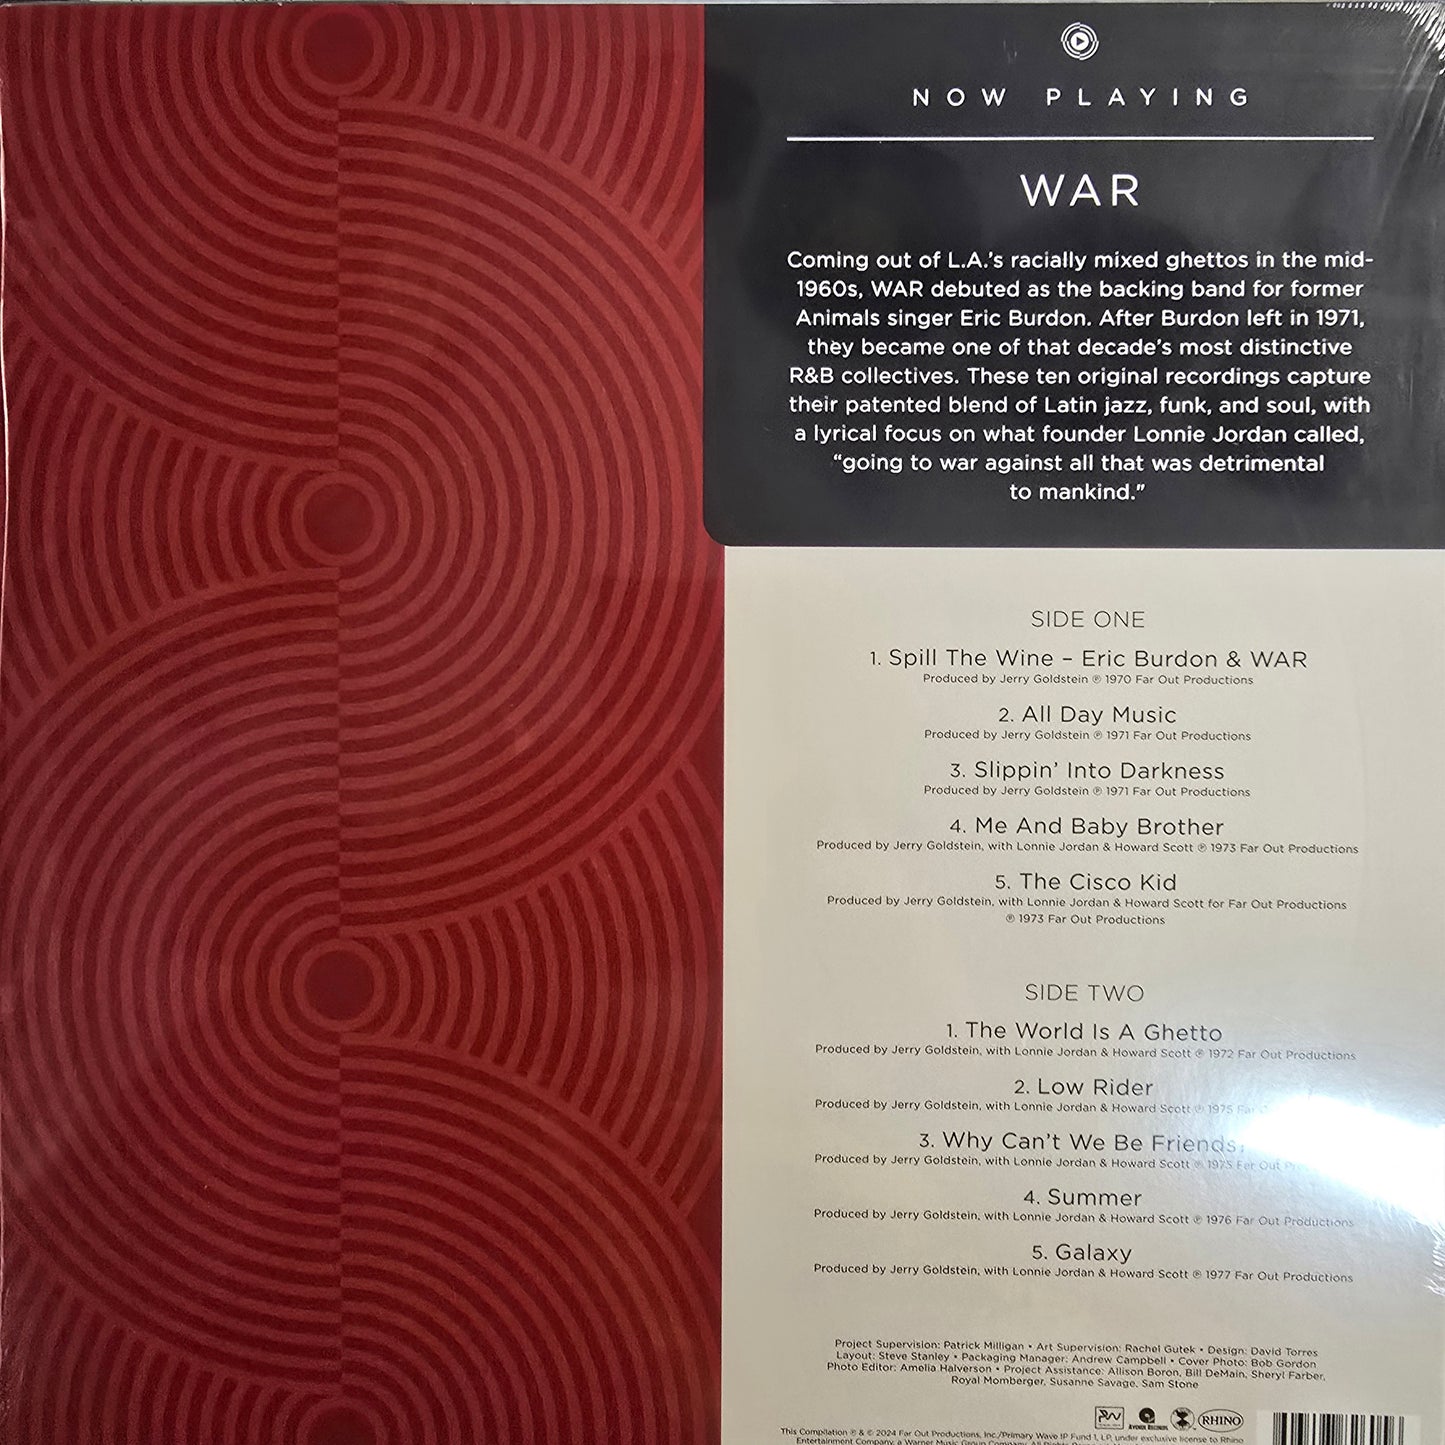 NOW PLAYING
WAR
Coming out of L.A.'s racially mixed ghettos in the mid-
1960s, WAR debuted as the backing band for former
Animals singer Eric Burdon. After Burdon left in 1971,
they became one of that decade's most distinctive
R&B collectives. These ten original recordings capture
their patented blend of Latin jazz, funk, and soul, with
a lyrical focus on what founder Lonnie Jordan called,
“going to war against all that was detrimental
to mankind.”
SIDE ONE
1. Spill The Wine – Eric Burdon & WAR
Produced by Jerry Goldstein ℗ 1970 Far Out Productions
2. All Day Music
Produced by Jerry Goldstein ℗ 1971 Far Out Productions
3. Slippin' Into Darkness
Produced by Jerry Goldstein ℗ 1971 Far Out Productions
4. Me And Baby Brother
Produced by Jerry Goldstein, with Lonnie Jordan & Howard Scott ℗ 1973 Far Out Productions
5. The Cisco Kid
Produced by Jerry Goldstein, with Lonnie Jordan & Howard Scott for Far Out Productions
℗ 1973 Far Out Productions
SIDE TWO
1. The World Is A Ghetto
Produced by Jerry Goldstein, with Lonnie Jordan & Howard Scott ℗ 1972 Far Out Productions
2. Low Rider
Produced by Jerry Goldstein, with Lonnie Jordan & Howard Scott ℗ 1975 Far
3. Why Can't We Be Friends?
Produced by Jerry Goldstein, with Lonnie Jordan & Howard Scott ℗ 1975 Far Out
4. Summer
Produced by Jerry Goldstein, with Lonnie Jordan & Howard Scott ℗ 1976 Far Out Productions
5. Galaxy
Produced by Jerry Goldstein, with Lonnie Jordan & Howard Scott ℗ 1977 Far Out Productions
Project Supervision: Patrick Milligan • Art Supervision: Rachel Gutek • Design: David Torres
Layout: Steve Stanley • Packaging Manager: Andrew Campbell • Cover Photo: Bob Gordon
Photo Editor: Amelia Halverson • Project Assistance: Allison Boron, Bill DeMain, Sheryl Farber,
Royal Momberger, Susanne Savage, Sam Stone
AVENUE RECORDS RHINO
This Compilation ℗ & © 2024 Far Out Productions, Inc./Primary Wave IP Fund 1, LP, under exclusive license to Rhino
Entertainment Company, a Warner Music Group Company. All Rights